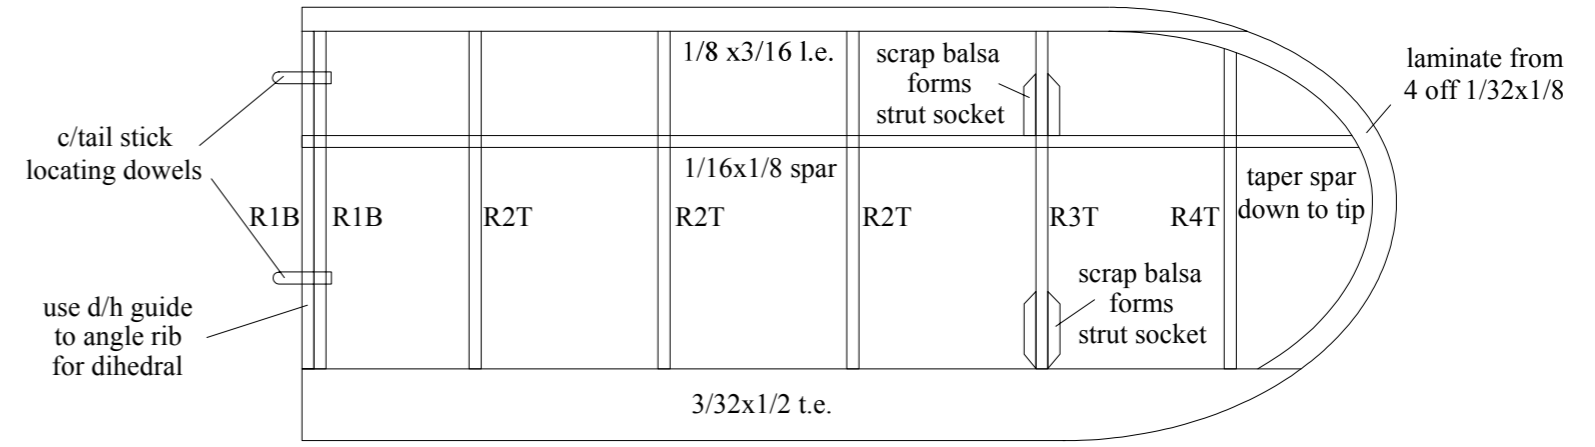 1/8 x3/16 l.e.
scrap balsa
forms
strut socket
laminate from
4 off 1/32x1/8
c/tail stick
locating dowels
1/16x1/8 spar
taper spar
down to tip
R1B
R1B
R2T
R2T
R2T
R3T
R4T
use d/h guide
to angle rib
for dihedral
scrap balsa
forms
strut socket
3/32x1/2 t.e.